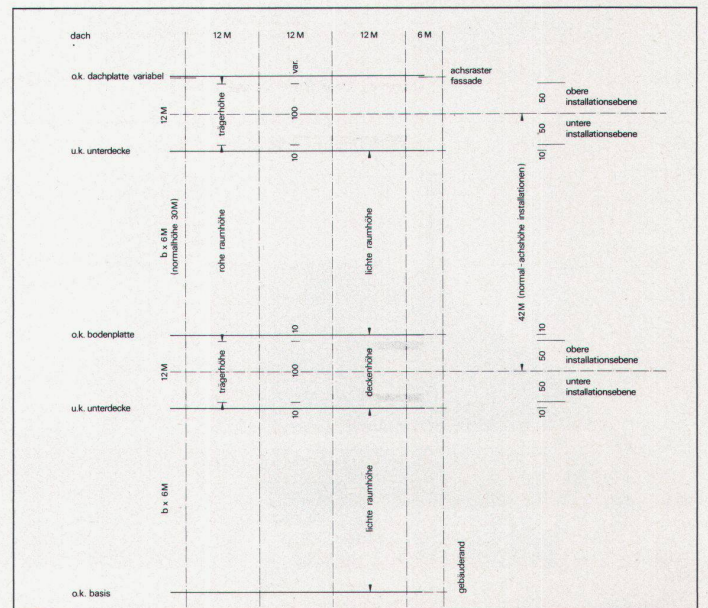 dach 12 M 12 M 12 M 6 M
var.
o.k. dachplatte variabel
achsraster
fassade
12 M
trägerhöhe
100
50
obere
installationsebene
50
untere
installationsebene
u.k. unterdecke
10
10
b x 6 M
(normalhöhe 30 M)
rohe raumhöhe
lichte raumhöhe
42 M (normal-achshöhe installationen)
o.k. bodenplatte
10
10
12 M
trägerhöhe
100
deckenhöhe
50
obere
installationsebene
50
untere
installationsebene
u.k. unterdecke
10
10
b x 6 M
lichte raumhöhe
gebäuderand
o.k. basis